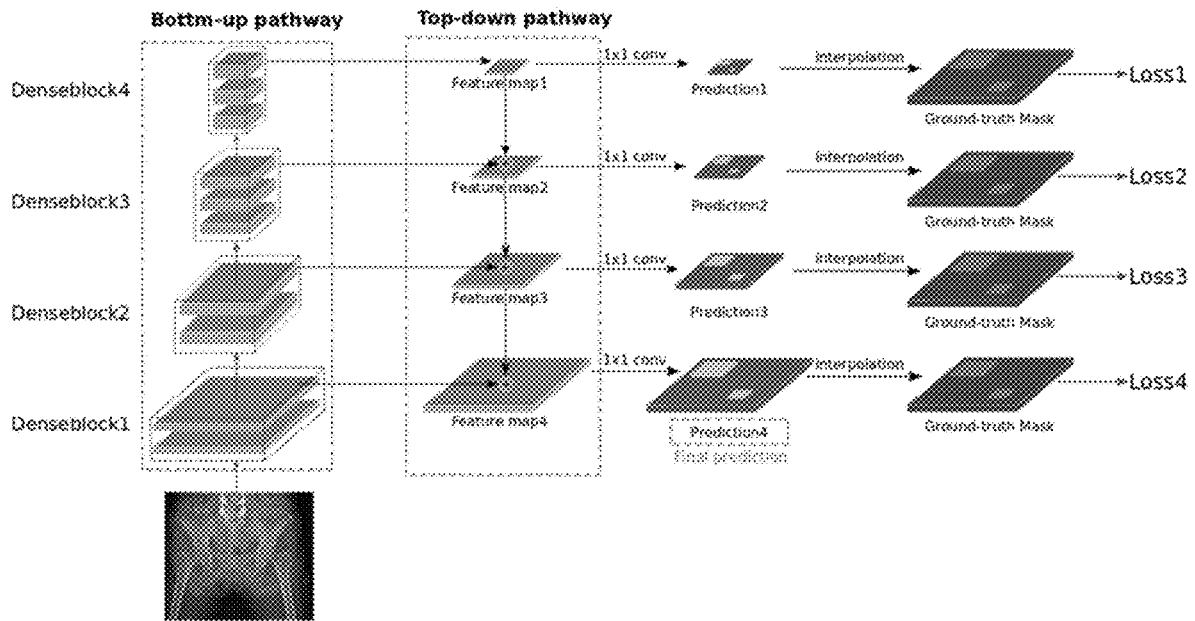 Bottm-up pathway
Top-down pathway
Denseblock4
Feature map1
1x1 conv
Prediction1
Interpolation
Ground-truth Mask
Loss1
Denseblock3
Feature map2
1x1 conv
Prediction2
Interpolation
Ground-truth Mask
Loss2
Denseblock2
Feature map3
1x1 conv
Prediction3
Interpolation
Ground-truth Mask
Loss3
Denseblock1
Feature map4
1x1 conv
Prediction4
Final prediction
Interpolation
Ground-truth Mask
Loss4